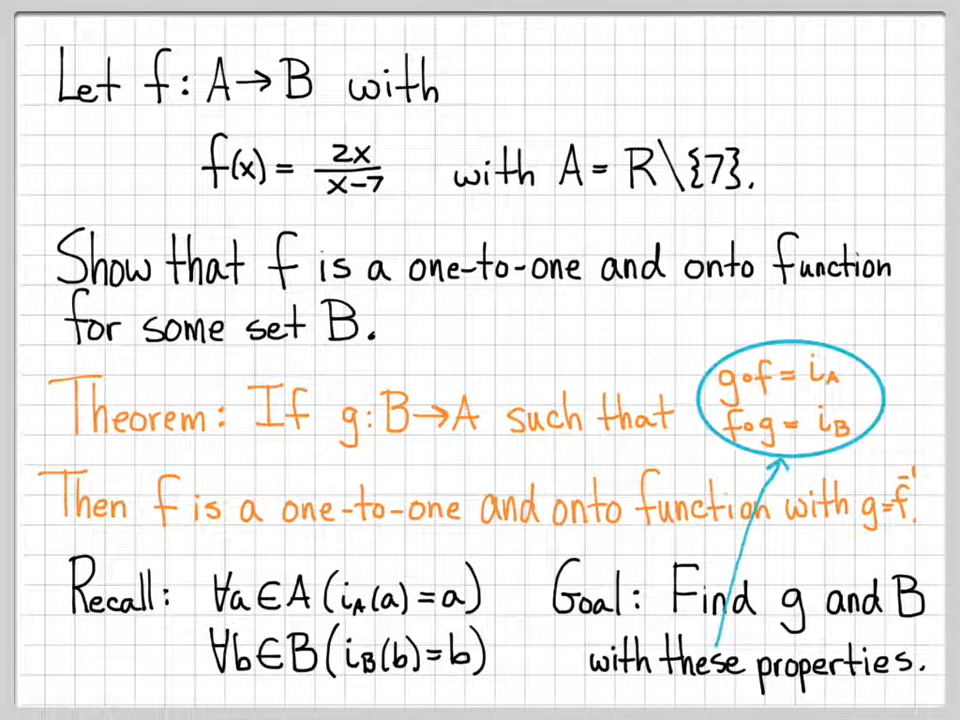 Let f: A→B with
f(x) = 2x/(x-7) with A = R\{7}.
Show that f is a one-to-one and onto function
for some set B.
Theorem: If g: B→A such that g∘f = i_A
f∘g = i_B
Then f is a one-to-one and onto function with g=f⁻¹.
Recall: ∀a∈A (i_A(a) = a) Goal: Find g and B
∀b∈B (i_B(b) = b) with these properties.